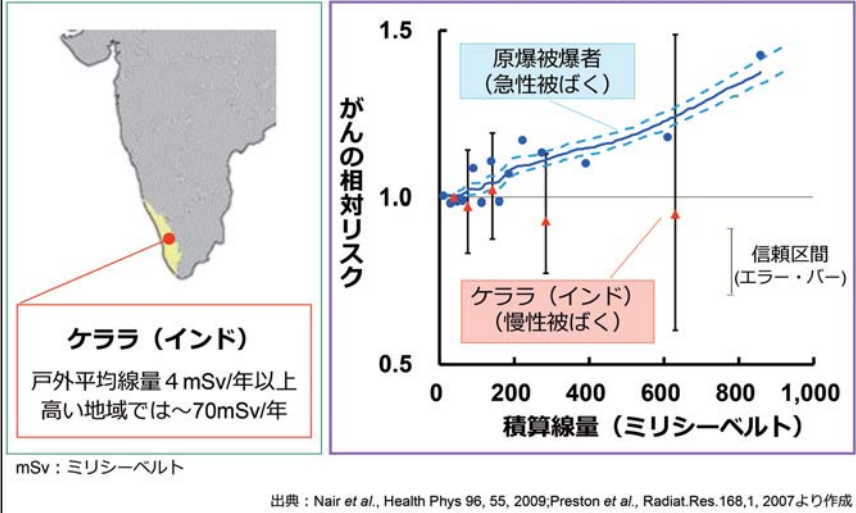 ケララ（インド）
戸外平均線量４mSv/年以上
高い地域では～70mSv/年
mSv：ミリシーベルト
がんの相対リスク
1.5
1.0
0.5
原爆被爆者
（急性被ばく）
ケララ（インド）
（慢性被ばく）
信頼区間
(エラー・バー)
0 200 400 600 800 1,000
積算線量（ミリシーベルト）
出典：Nair et al., Health Phys 96, 55, 2009;Preston et al., Radiat.Res.168,1, 2007より作成